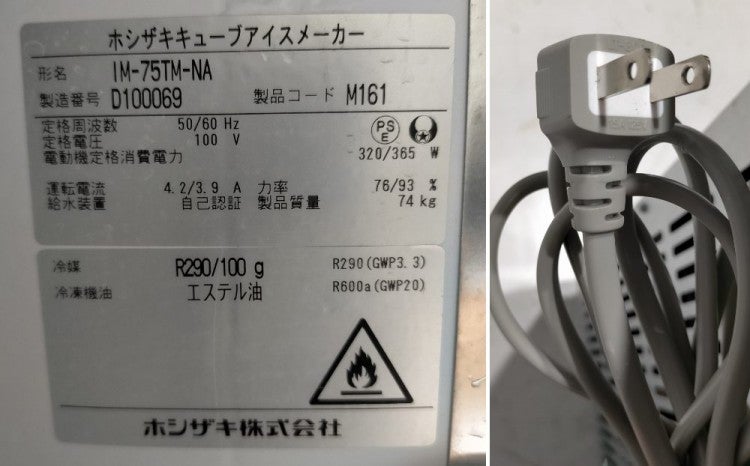 ホシザキキューブアイスメーカー
形名 IM-75TM-NA
製造番号 D100069 製品コード M161
定格周波数 50/60 Hz
定格電圧 100 V
電動機定格消費電力 320/365 W
PSE
運転電流 4.2/3.9 A 力率 76/93 %
給水装置 自己認証 製品質量 74 kg
冷媒 R290/100 g R290(GWP3.3)
冷凍機油 エステル油 R600a(GWP20)
ホシザキ株式会社